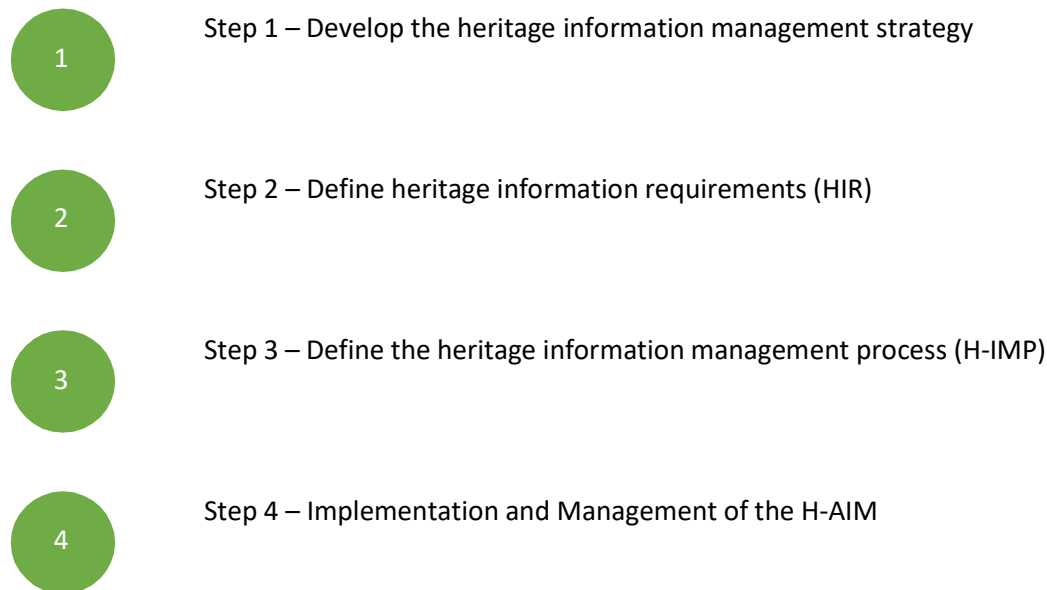 1
Step 1 – Develop the heritage information management strategy
2
Step 2 – Define heritage information requirements (HIR)
3
Step 3 – Define the heritage information management process (H-IMP)
4
Step 4 – Implementation and Management of the H-AIM